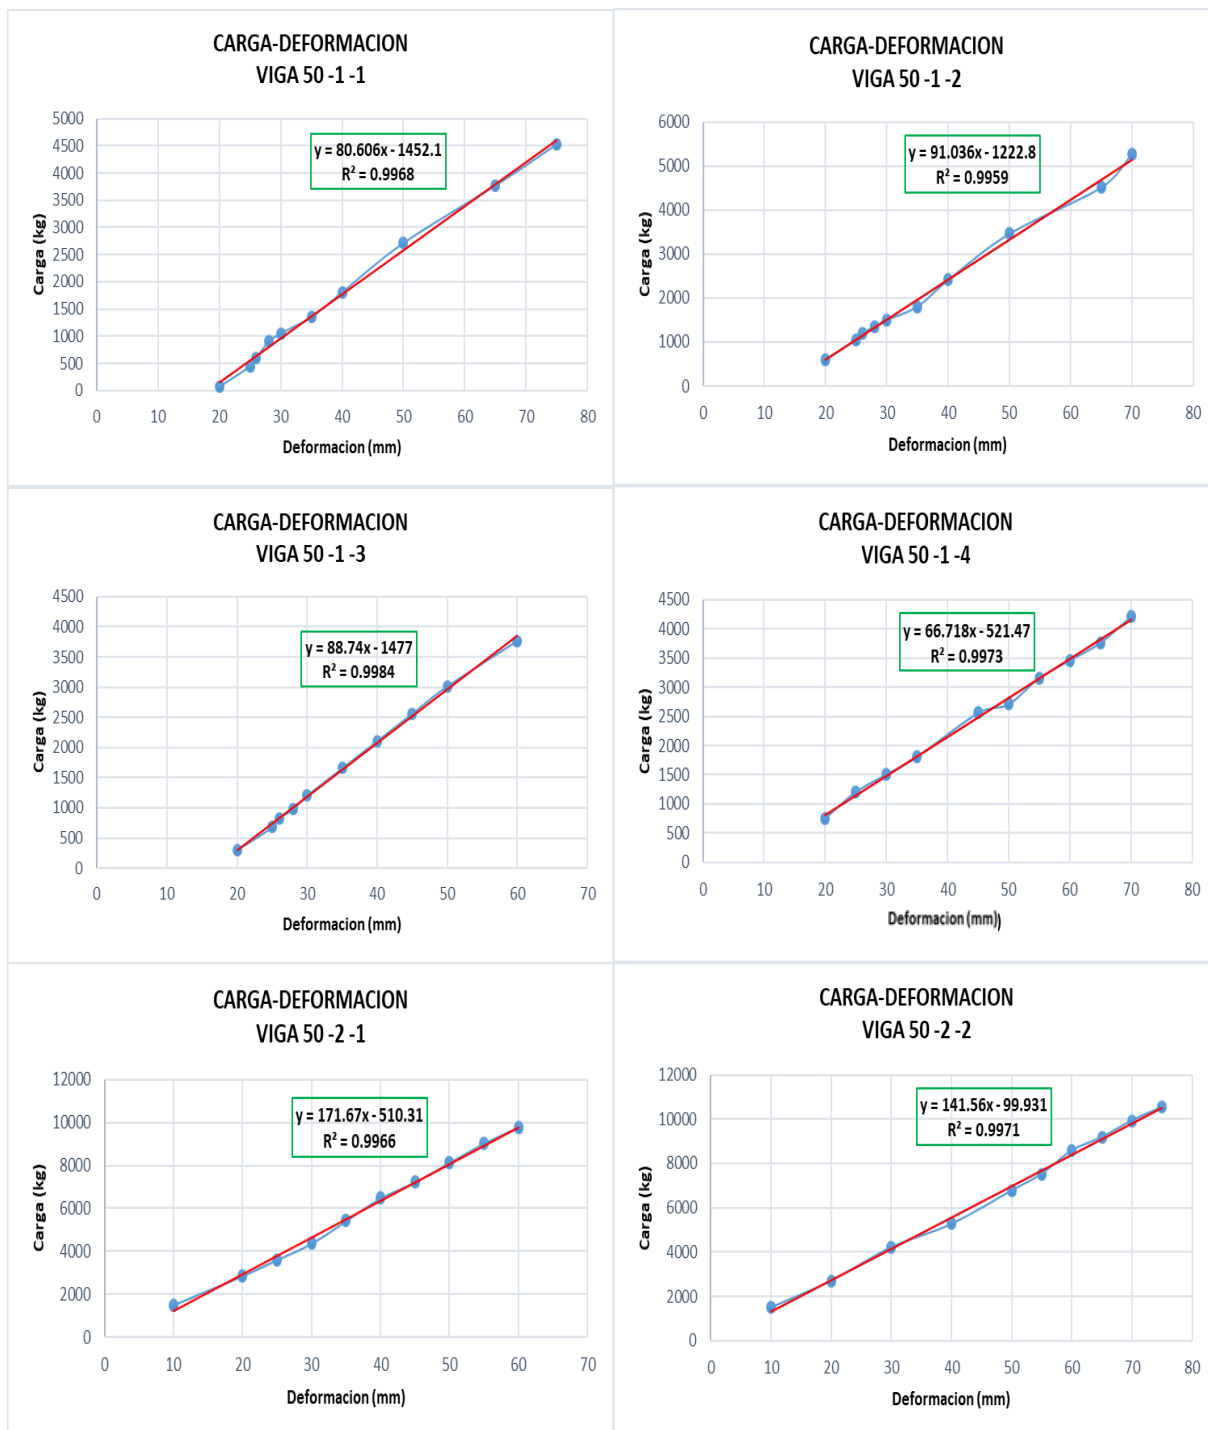 CARGA-DEFORMACION
VIGA 50 -1 -1
y = 80.606x - 1452.1
R² = 0.9968
Carga (kg)
5000
4500
4000
3500
3000
2500
2000
1500
1000
500
0
0 10 20 30 40 50 60 70 80
Deformacion (mm)
CARGA-DEFORMACION
VIGA 50 -1 -2
y = 91.036x - 1222.8
R² = 0.9959
Carga (kg)
6000
5000
4000
3000
2000
1000
0
0 10 20 30 40 50 60 70 80
Deformacion (mm)
CARGA-DEFORMACION
VIGA 50 -1 -3
y = 88.74x - 1477
R² = 0.9984
Carga (kg)
4500
4000
3500
3000
2500
2000
1500
1000
500
0
0 10 20 30 40 50 60 70
Deformacion (mm)
CARGA-DEFORMACION
VIGA 50 -1 -4
y = 66.718x - 521.47
R² = 0.9973
Carga (kg)
4500
4000
3500
3000
2500
2000
1500
1000
500
0
0 10 20 30 40 50 60 70 80
Deformacion (mm))
CARGA-DEFORMACION
VIGA 50 -2 -1
y = 171.67x - 510.31
R² = 0.9966
Carga (kg)
12000
10000
8000
6000
4000
2000
0
0 10 20 30 40 50 60 70
Deformacion (mm)
CARGA-DEFORMACION
VIGA 50 -2 -2
y = 141.56x - 99.931
R² = 0.9971
Carga (kg)
12000
10000
8000
6000
4000
2000
0
0 10 20 30 40 50 60 70 80
Deformacion (mm)